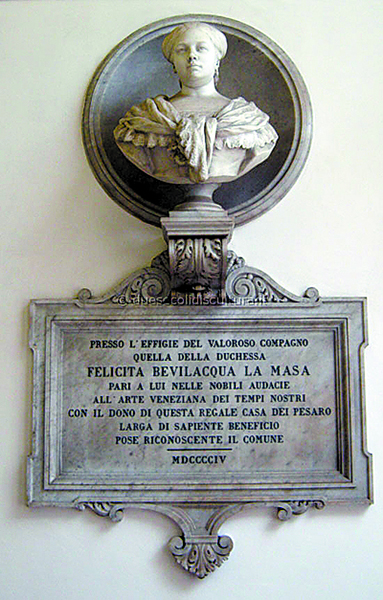 ©duesecolidiscultura.it
PRESSO L'EFFIGIE DEL VALOROSO COMPAGNO
QUELLA DELLA DUCHESSA
FELICITA BEVILACQUA LA MASA
PARI A LUI NELLE NOBILI AUDACIE
ALL'ARTE VENEZIANA DEI TEMPI NOSTRI
CON IL DONO DI QUESTA REGALE CASA DEI PESARO
LARGA DI SAPIENTE BENEFICIO
POSE RICONOSCENTE IL COMUNE
MDCCCCIV